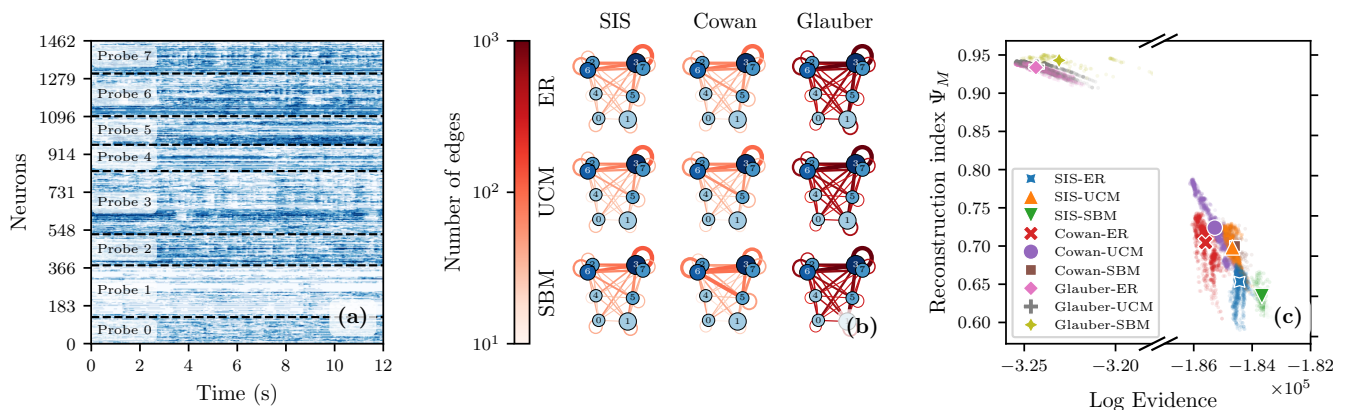 1462
1279
1096
914
731
548
366
183
0
Neurons
Probe 7
Probe 6
Probe 5
Probe 4
Probe 3
Probe 2
Probe 1
Probe 0
(a)
0 2 4 6 8 10 12
Time (s)
10³
10²
10¹
Number of edges
SIS Cowan Glauber
ER
UCM
SBM
(b)
0.95
0.90
0.85
0.80
0.75
0.70
0.65
0.60
Reconstruction index Ψ_M
SIS-ER
SIS-UCM
SIS-SBM
Cowan-ER
Cowan-UCM
Cowan-SBM
Glauber-ER
Glauber-UCM
Glauber-SBM
(c)
−3.25 −3.20 −1.86 −1.84 −1.82
×10⁵
Log Evidence